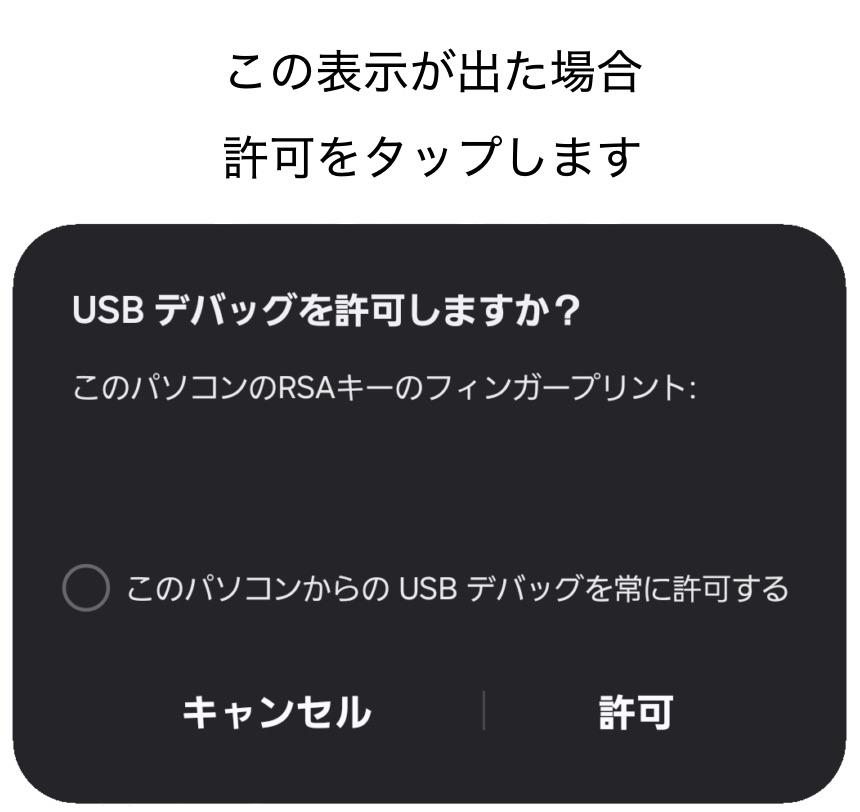 この表示が出た場合
許可をタップします
USB デバッグを許可しますか？
このパソコンのRSAキーのフィンガープリント:
このパソコンからの USB デバッグを常に許可する
キャンセル
許可